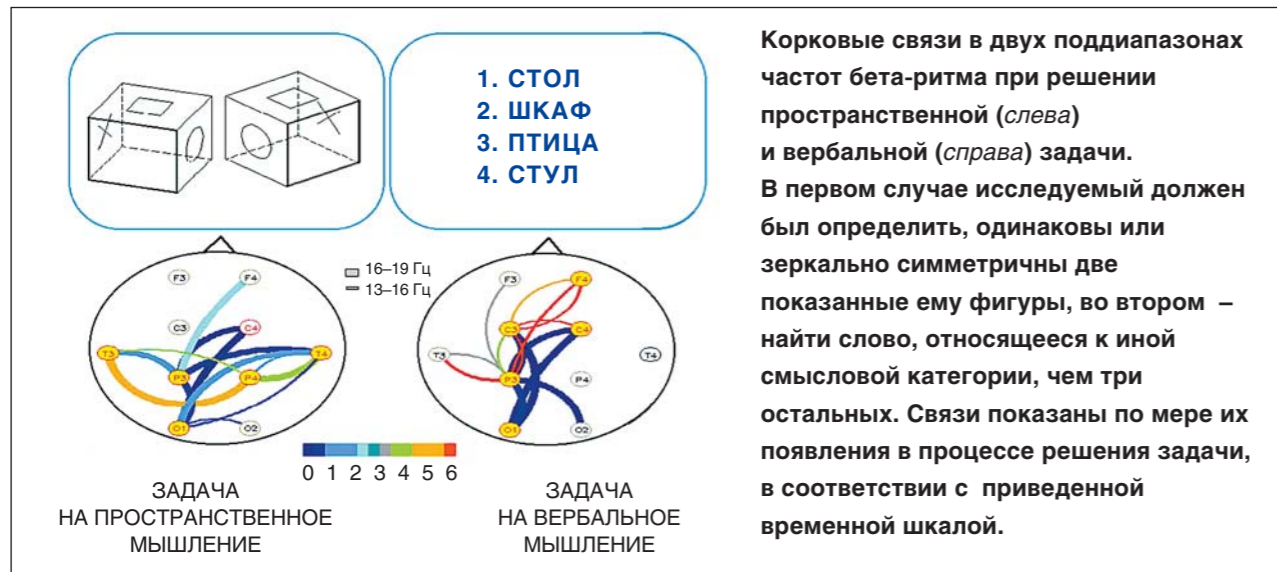 1. СТОЛ
2. ШКАФ
3. ПТИЦА
4. СТУЛ
F3 F4
C3 C4
T3 T4
P3 P4
O1 O2
16–19 Гц
13–16 Гц
F3 F4
C3 C4
T3 T4
P3 P4
O1 O2
0 1 2 3 4 5 6
ЗАДАЧА
НА ПРОСТРАНСТВЕННОЕ
МЫШЛЕНИЕ
ЗАДАЧА
НА ВЕРБАЛЬНОЕ
МЫШЛЕНИЕ
Корковые связи в двух поддиапазонах
частот бета-ритма при решении
пространственной (слева)
и вербальной (справа) задачи.
В первом случае исследуемый должен
был определить, одинаковы или
зеркально симметричны две
показанные ему фигуры, во втором –
найти слово, относящееся к иной
смысловой категории, чем три
остальных. Связи показаны по мере их
появления в процессе решения задачи,
в соответствии с приведенной
временной шкалой.